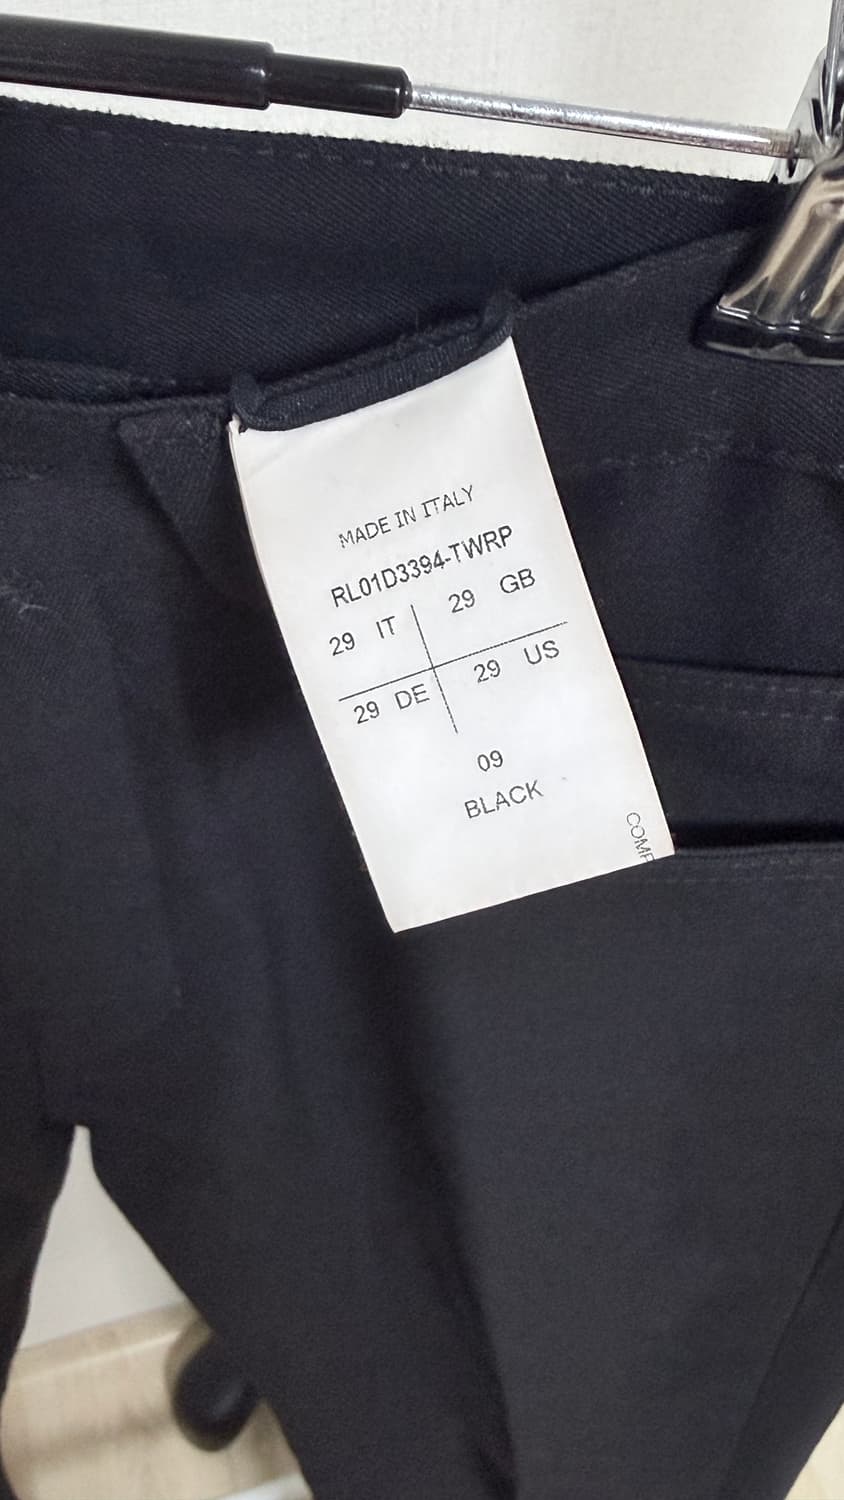 MADE IN ITALY
RL01D3394-TWRP
29 IT 29 GB
29 DE 29 US
09
BLACK
COMP